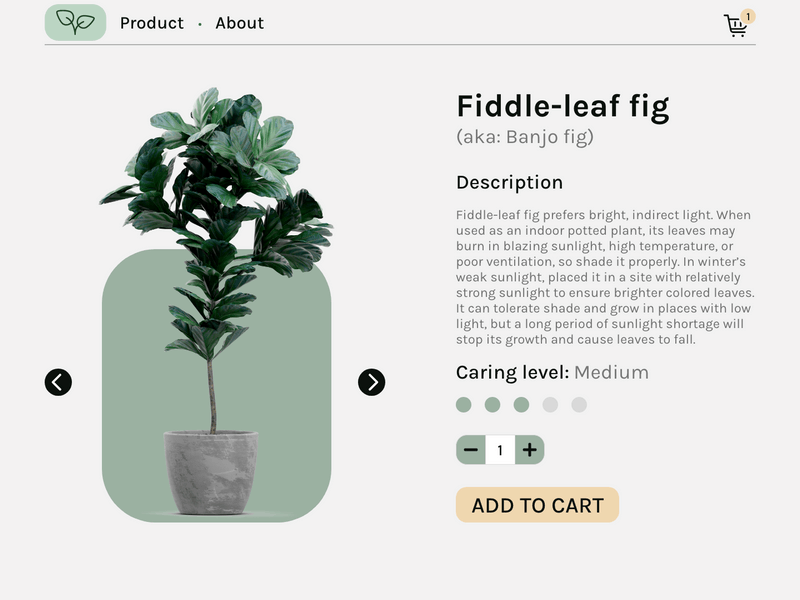 Product • About
1
Fiddle-leaf fig
(aka: Banjo fig)
Description
Fiddle-leaf fig prefers bright, indirect light. When
used as an indoor potted plant, its leaves may
burn in blazing sunlight, high temperature, or
poor ventilation, so shade it properly. In winter's
weak sunlight, placed it in a site with relatively
strong sunlight to ensure brighter colored leaves.
It can tolerate shade and grow in places with low
light, but a long period of sunlight shortage will
stop its growth and cause leaves to fall.
Caring level: Medium
1
ADD TO CART